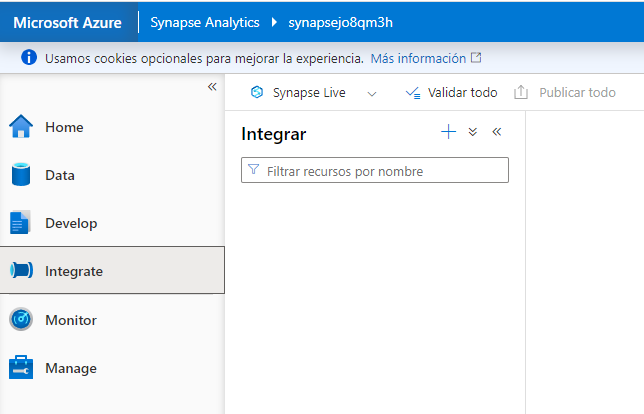 Microsoft Azure Synapse Analytics synapsejo8qm3h
Usamos cookies opcionales para mejorar la experiencia. Más información
Synapse Live Validar todo Publicar todo
Home
Data
Develop
Integrate
Monitor
Manage
Integrar
Filtrar recursos por nombre